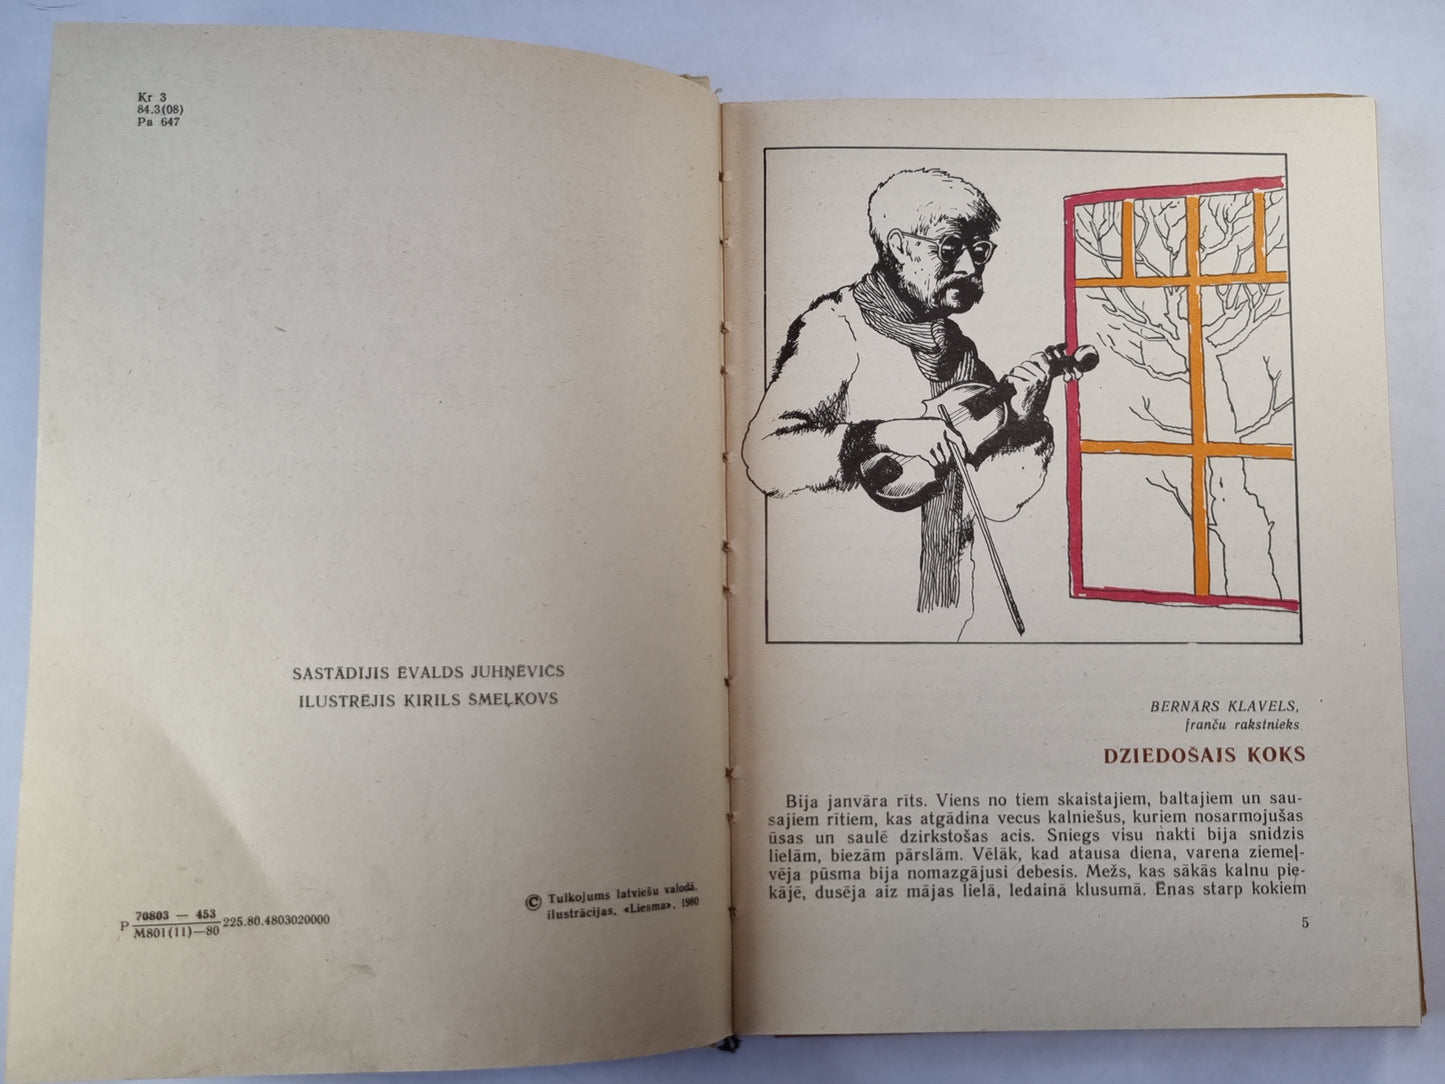 Kr 3
84.3(08)
Pa 647
SASTĀDIJIS ĒVALDS JUHŅĒVIČS
ILUSTRĒJIS KIRILS ŠMEĻKOVS
P 70803 — 453
M801(11)—80 225.80.4803020000
© Tulkojums latviešu valodā,
ilustrācijas, «Liesma», 1980
BERNĀRS KLAVELS,
franču rakstnieks
DZIEDOŠAIS KOKS
Bija janvāra rīts. Viens no tiem skaistajiem, baltajiem un sau-
sajiem rītiem, kas atgādina vecus kalniešus, kuriem nosarmojušas
ūsas un saulē dzirkstošas acis. Sniegs visu nakti bija snidzis
lielām, biezām pārslām. Vēlāk, kad atausa diena, varena ziemeļ-
vēja pūsma bija nomazgājusi debesis. Mežs, kas sākās kalnu pie-
kājē, dusēja aiz mājas lielā, ledainā klusumā. Ēnas starp kokiem
5